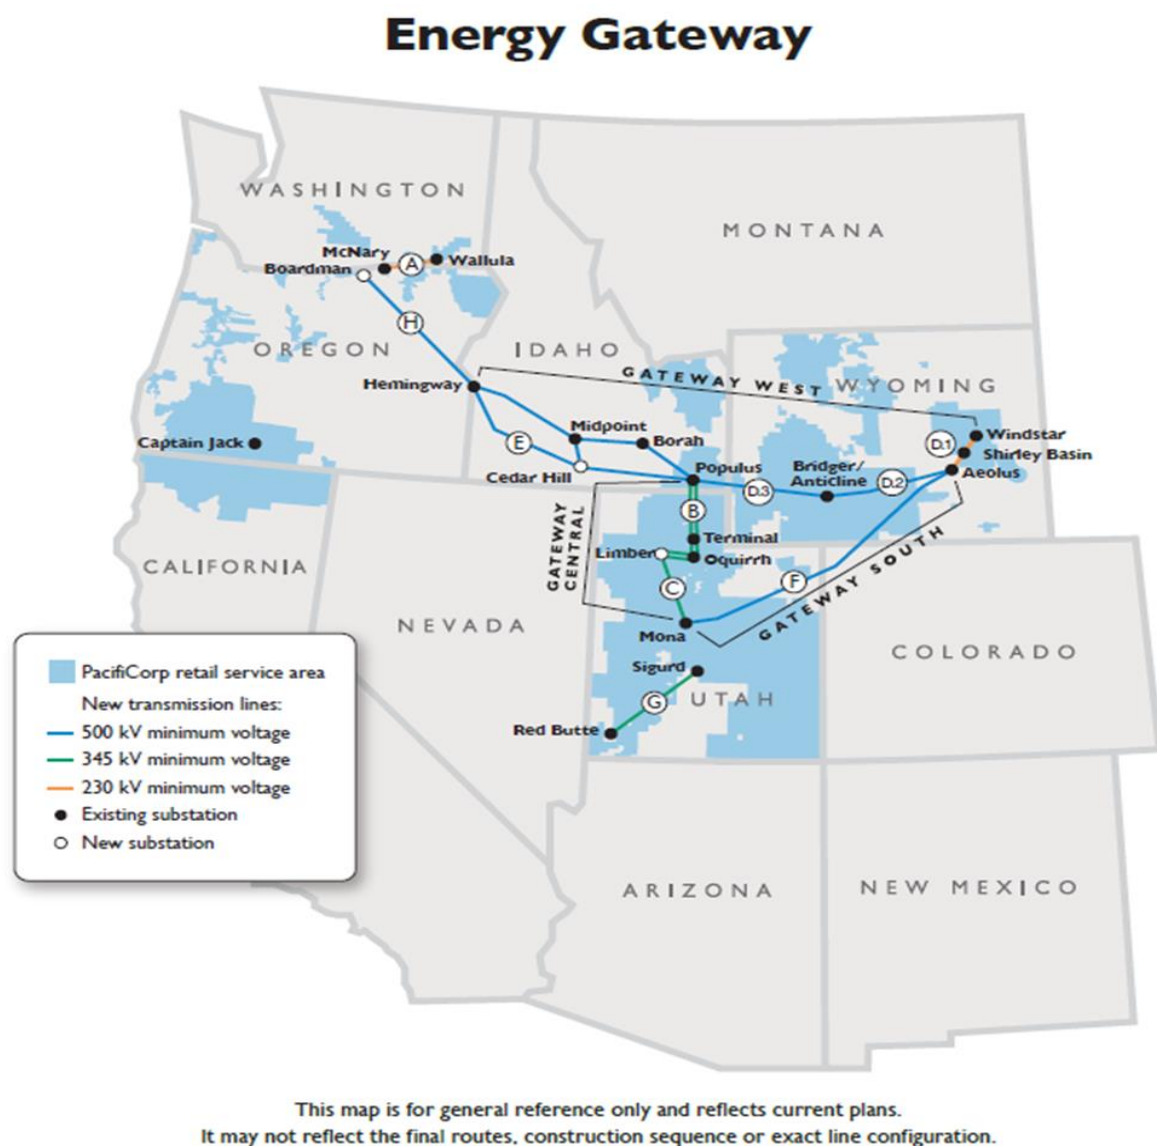 Energy Gateway
WASHINGTON
MONTANA
McNary
A
Wallula
Boardman
H
OREGON
IDAHO
GATEWAY WEST
WYOMING
Hemingway
Captain Jack
E
Midpoint
Borah
Cedar Hill
Populus
Bridger/
Anticline
D.1
Windstar
Shirley Basin
Aeolus
D.2
D.3
B
GATEWAY
CENTRAL
Terminal
Limber
Oquirrh
CALIFORNIA
C
F
GATEWAY SOUTH
NEVADA
Mona
COLORADO
Sigurd
UTAH
G
Red Butte
PacifiCorp retail service area
New transmission lines:
500 kV minimum voltage
345 kV minimum voltage
230 kV minimum voltage
Existing substation
New substation
ARIZONA
NEW MEXICO
This map is for general reference only and reflects current plans.
It may not reflect the final routes, construction sequence or exact line configuration.